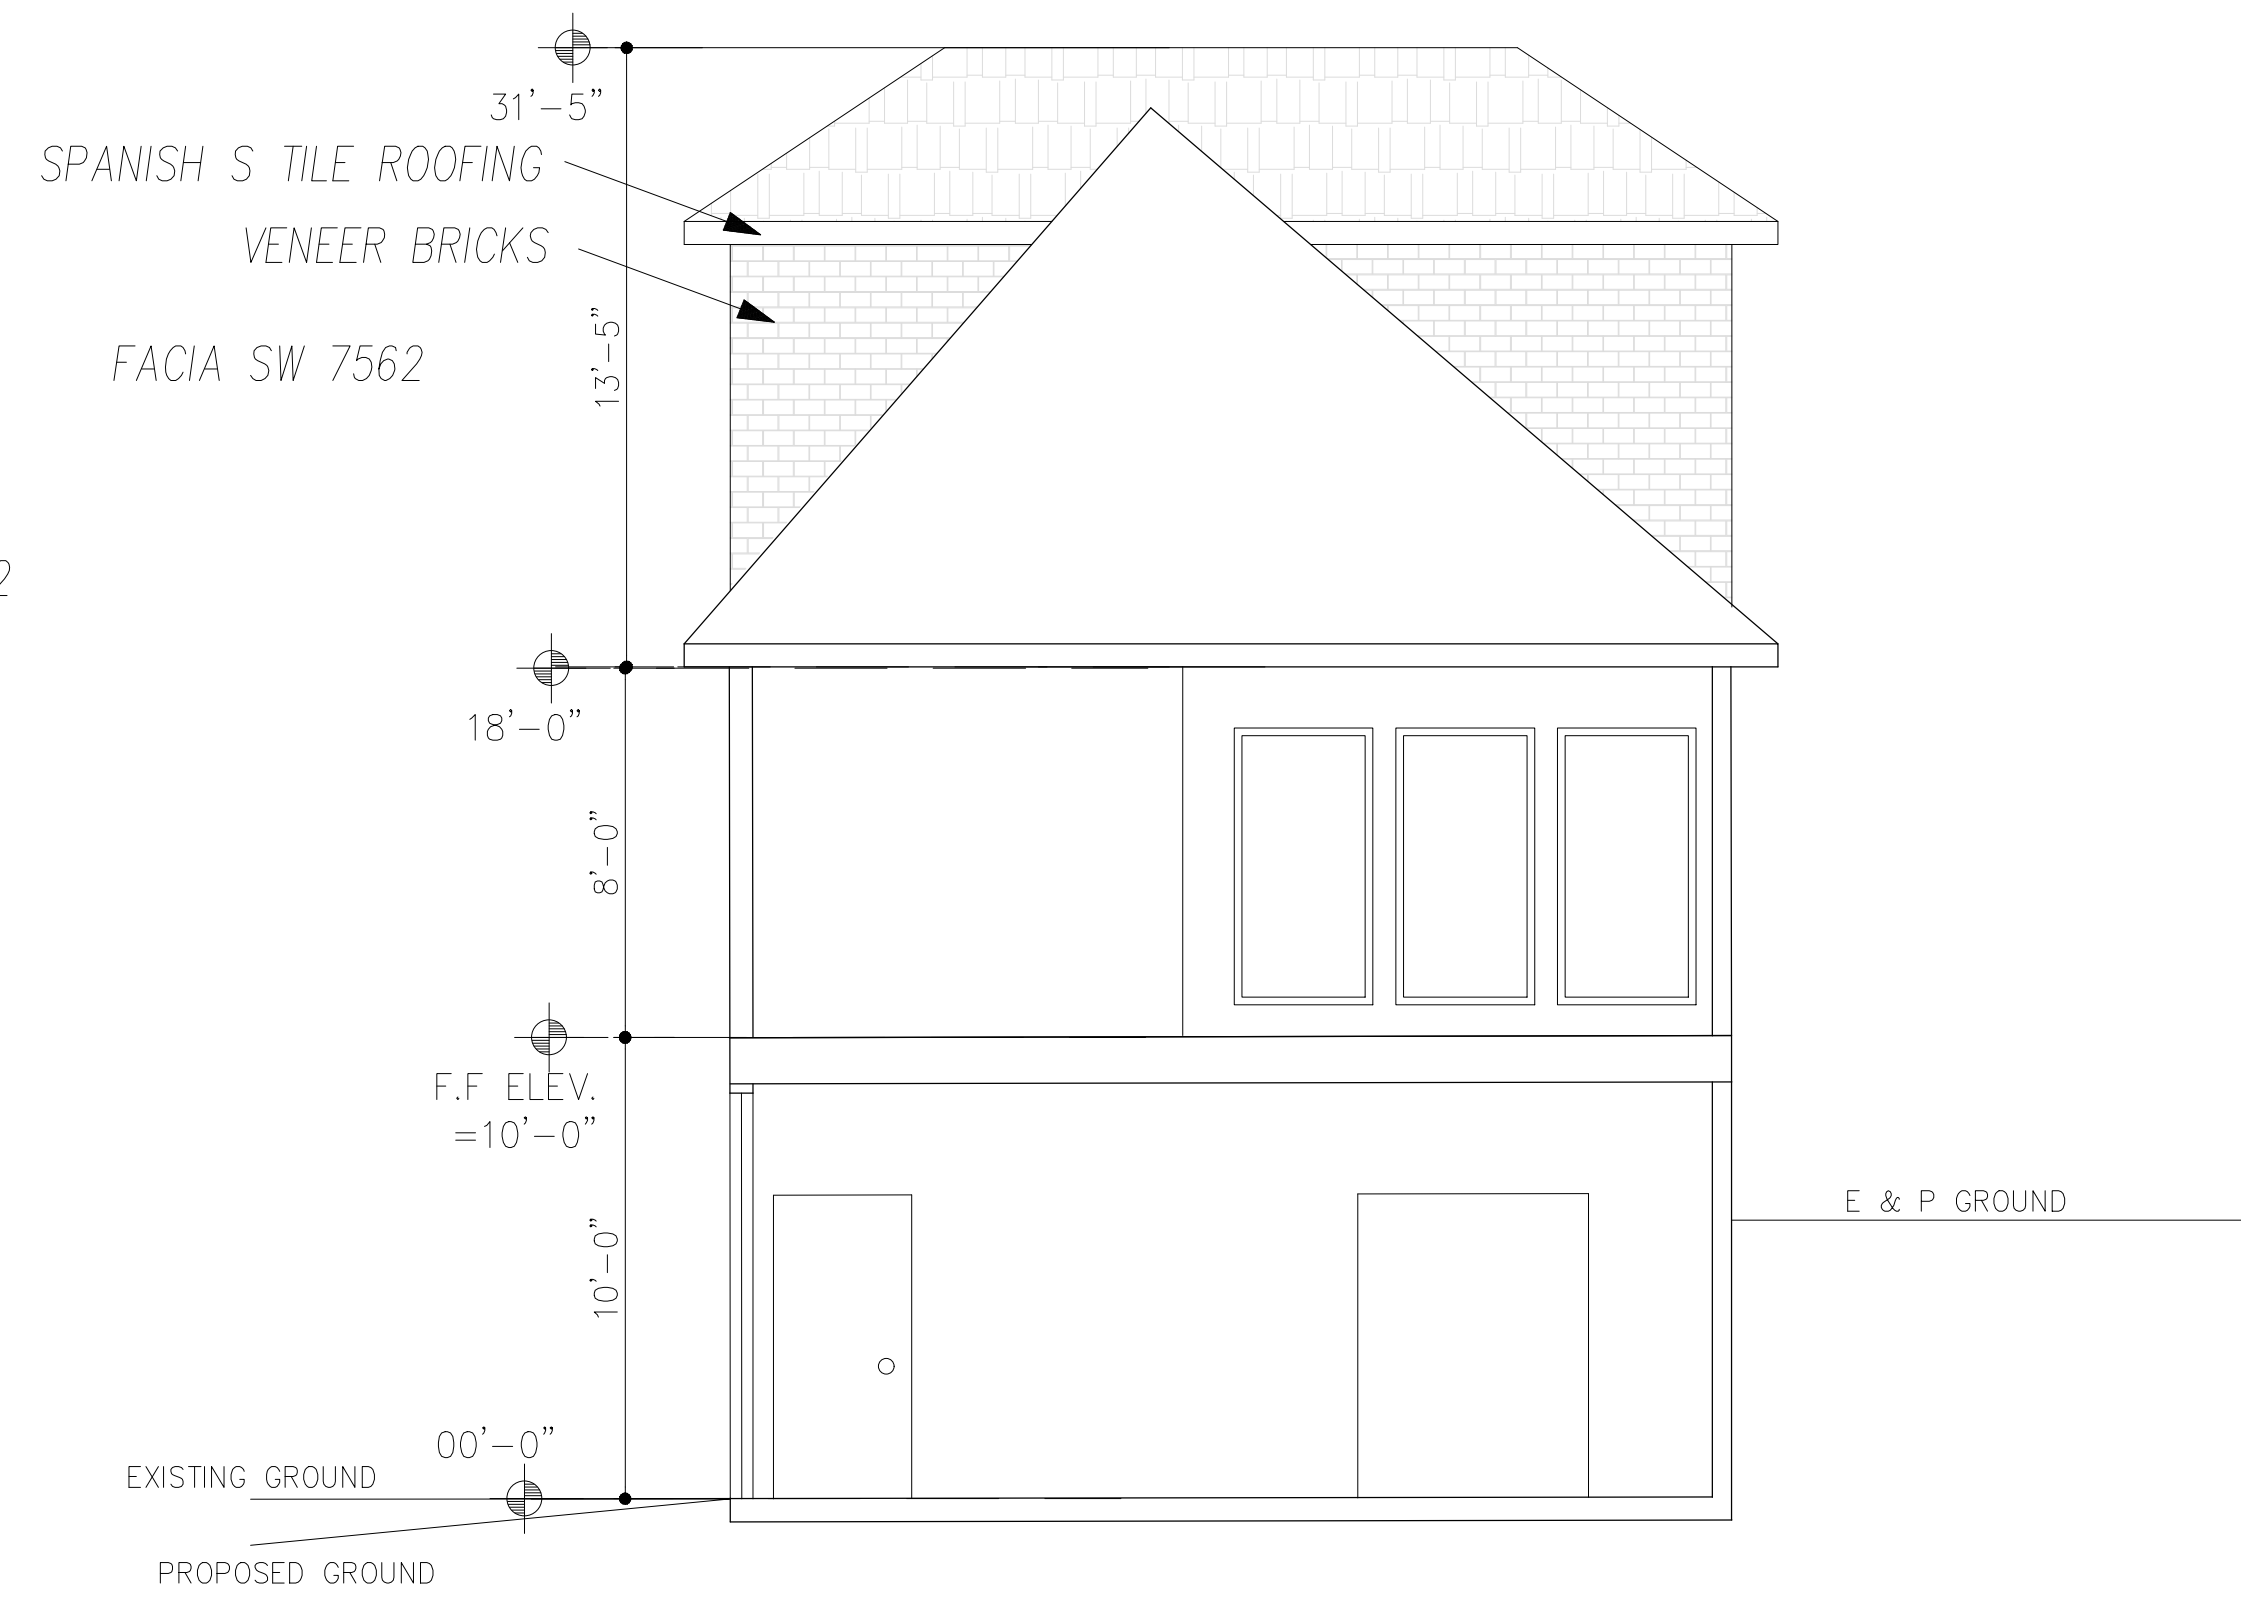 31'-5"
SPANISH S TILE ROOFING
VENEER BRICKS
FACIA SW 7562
13'-5"
2
18'-0"
8'-0"
F.F ELEV.
=10'-0"
E & P GROUND
10'-0"
00'-0"
EXISTING GROUND
PROPOSED GROUND